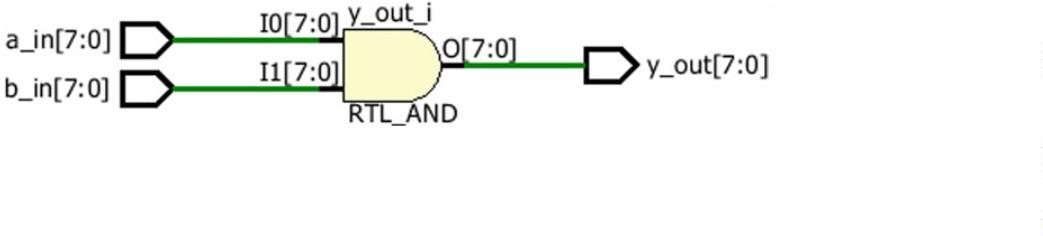 y_out_i
a_in[7:0]
I0[7:0]
O[7:0]
y_out[7:0]
b_in[7:0]
I1[7:0]
RTL_AND